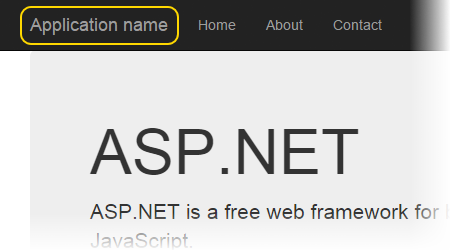 Application name Home About Contact
ASP.NET
ASP.NET is a free web framework for
JavaScript.